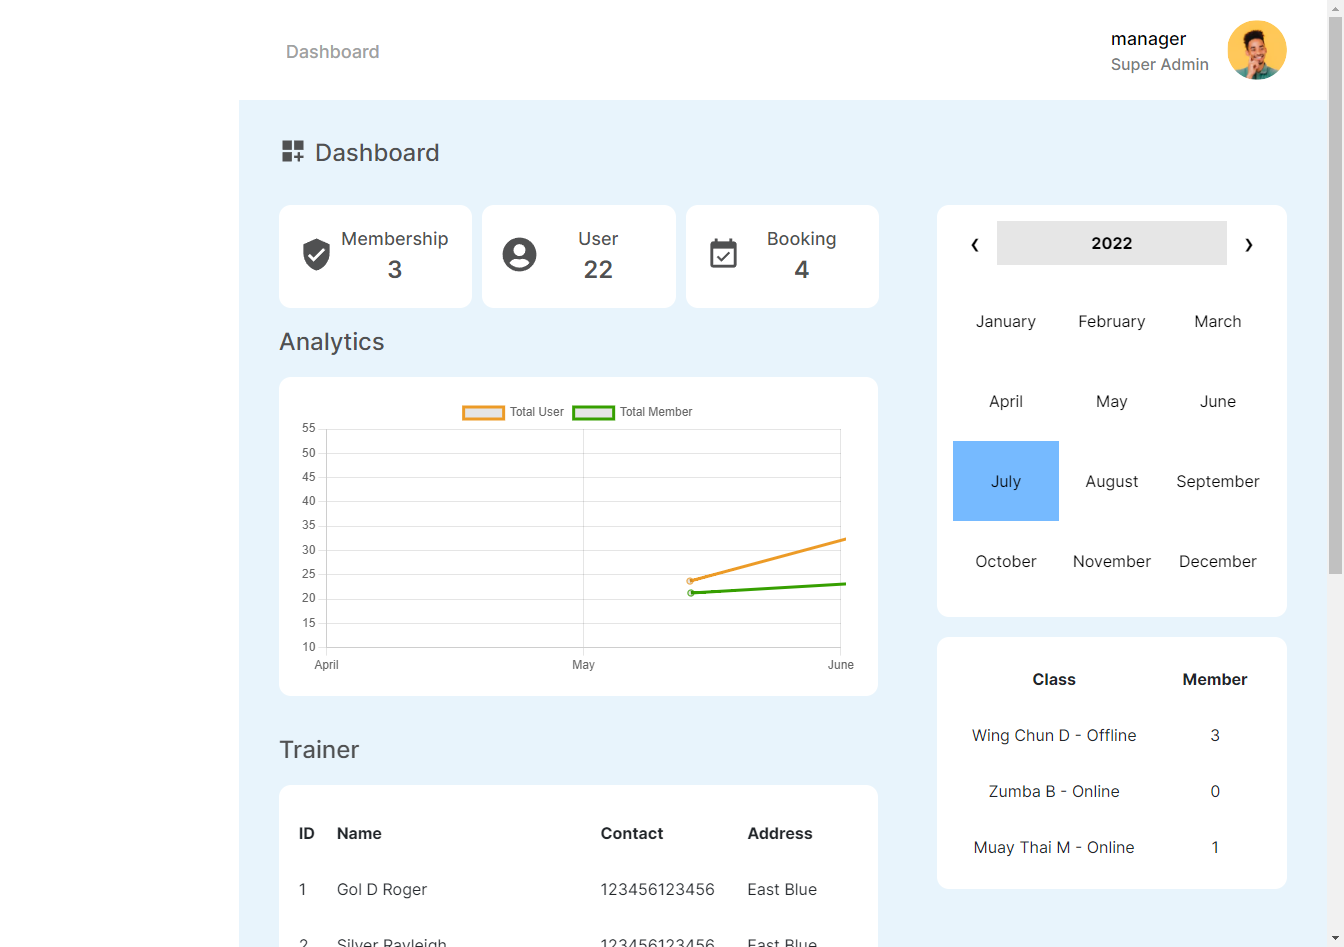 Dashboard
manager
Super Admin
Dashboard
Membership
3
User
22
Booking
4
Analytics
Total User
Total Member
55
50
45
40
35
30
25
20
15
10
April
May
June
Trainer
ID Name Contact Address
1 Gol D Roger 123456123456 East Blue
2 Silver Rayleigh 123456123456 East Blue
❮ 2022 ❯
January February March
April May June
July August September
October November December
Class Member
Wing Chun D - Offline 3
Zumba B - Online 0
Muay Thai M - Online 1